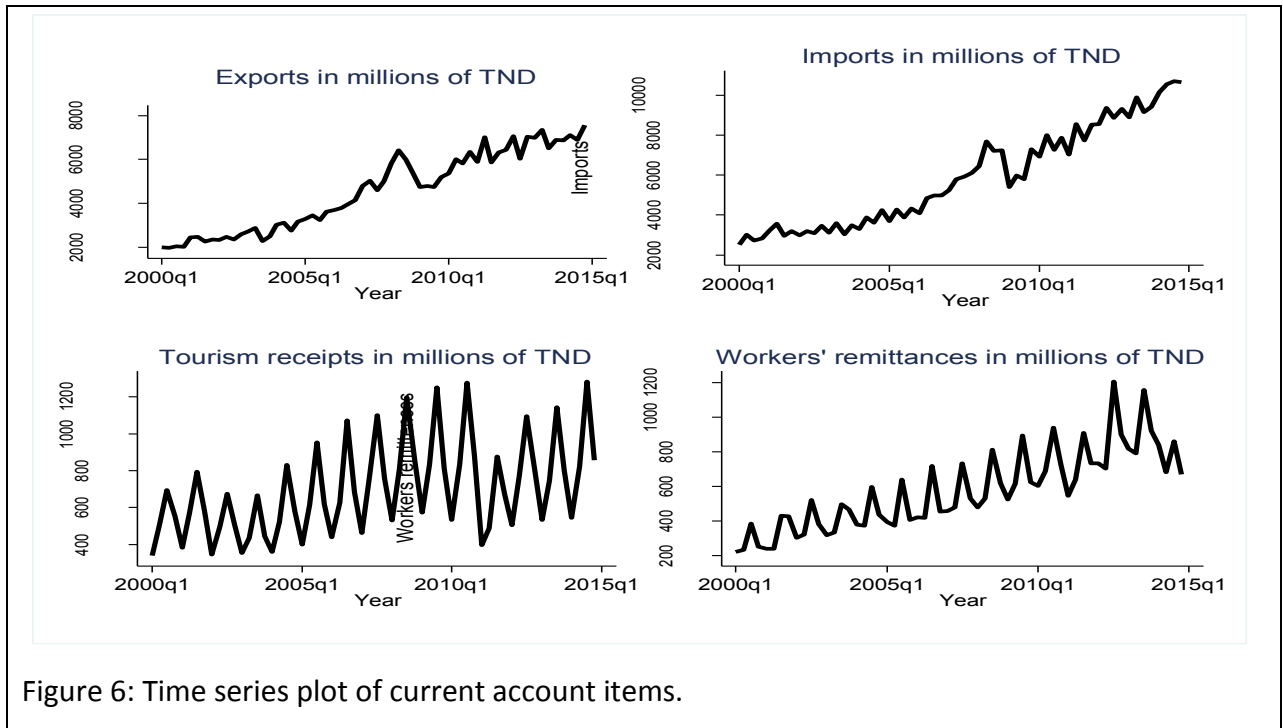 Exports in millions of TND
8000
6000
4000
2000
2000q1 2005q1 2010q1 2015q1
Year
Imports
Imports in millions of TND
10000
8000
6000
4000
2000
2000q1 2005q1 2010q1 2015q1
Year
Tourism receipts in millions of TND
1200
1000
800
600
400
2000q1 2005q1 2010q1 2015q1
Year
Workers remittences
Workers' remittances in millions of TND
1200
1000
800
600
400
200
2000q1 2005q1 2010q1 2015q1
Year
Figure 6: Time series plot of current account items.